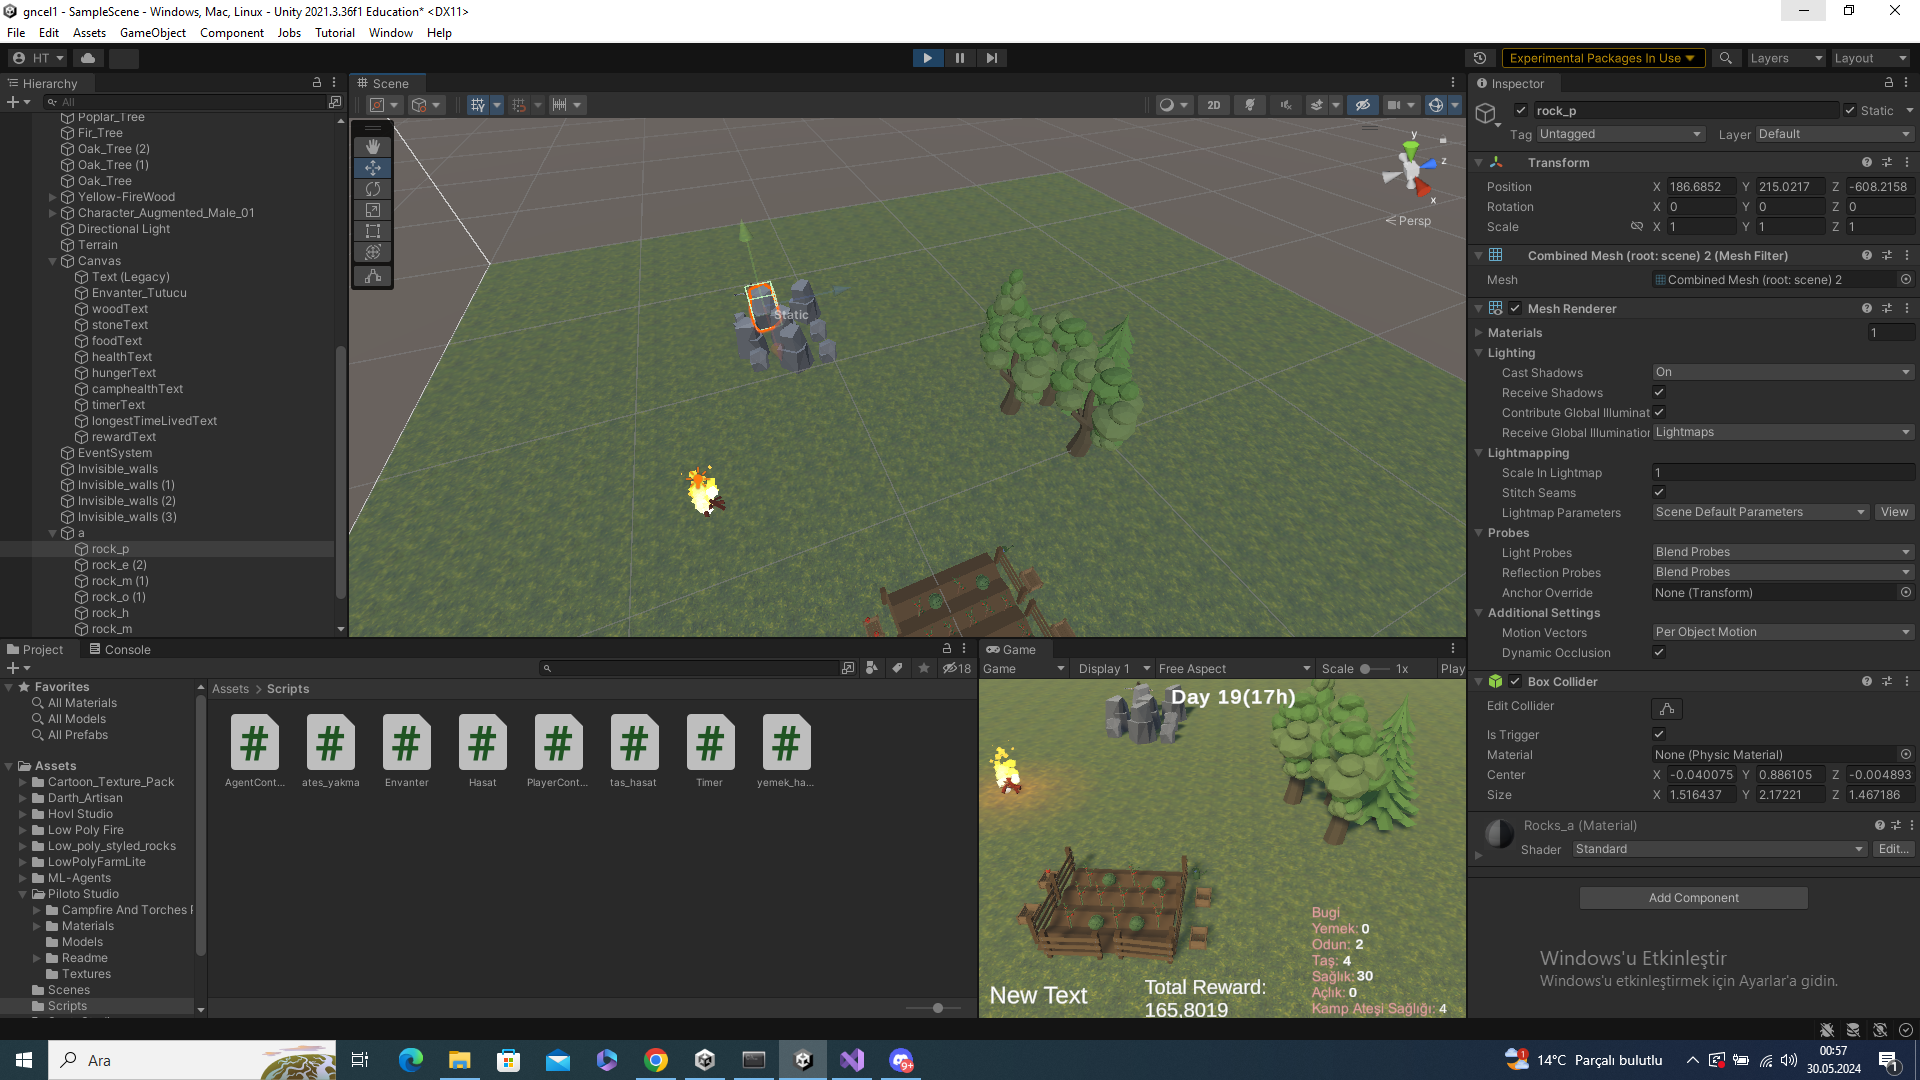 gncel1 - SampleScene - Windows, Mac, Linux - Unity 2021.3.36f1 Education* <DX11>
File Edit Assets GameObject Component Jobs Tutorial Window Help
HT
Experimental Packages In Use
Layers
Layout
Hierarchy
All
Poplar_Tree
Fir_Tree
Oak_Tree (2)
Oak_Tree (1)
Oak_Tree
Yellow-FireWood
Character_Augmented_Male_01
Directional Light
Terrain
Canvas
Text (Legacy)
Envanter_Tutucu
woodText
stoneText
foodText
healthText
hungerText
camphealthText
timerText
longestTimeLivedText
rewardText
EventSystem
Invisible_walls
Invisible_walls (1)
Invisible_walls (2)
Invisible_walls (3)
a
rock_p
rock_e (2)
rock_m (1)
rock_o (1)
rock_h
rock_m
Scene
2D
y
z
x
Persp
Static
Inspector
rock_p
Static
Tag Untagged Layer Default
Transform
Position X 186.6852 Y 215.0217 Z -608.2158
Rotation X 0 Y 0 Z 0
Scale X 1 Y 1 Z 1
Combined Mesh (root: scene) 2 (Mesh Filter)
Mesh Combined Mesh (root: scene) 2
Mesh Renderer
Materials 1
Lighting
Cast Shadows On
Receive Shadows
Contribute Global Illuminat
Receive Global Illumination Lightmaps
Lightmapping
Scale In Lightmap 1
Stitch Seams
Lightmap Parameters Scene Default Parameters View
Probes
Light Probes Blend Probes
Reflection Probes Blend Probes
Anchor Override None (Transform)
Additional Settings
Motion Vectors Per Object Motion
Dynamic Occlusion
Box Collider
Edit Collider
Is Trigger
Material None (Physic Material)
Center X -0.040075 Y 0.886105 Z -0.004893
Size X 1.516437 Y 2.17221 Z 1.467186
Rocks_a (Material)
Shader Standard Edit...
Add Component
Windows'u Etkinleştir
Windows'u etkinleştirmek için Ayarlar'a gidin.
Project Console
18
Favorites
All Materials
All Models
All Prefabs
Assets
Cartoon_Texture_Pack
Darth_Artisan
Hovl Studio
Low Poly Fire
Low_poly_styled_rocks
LowPolyFarmLite
ML-Agents
Piloto Studio
Campfire And Torches
Materials
Models
Readme
Textures
Scenes
Scripts
Assets > Scripts
AgentCont... ates_yakma Envanter Hasat PlayerCont... tas_hasat Timer yemek_ha...
Game
Game Display 1 Free Aspect Scale 1x Play
Day 19(17h)
Bugi
Yemek: 0
Odun: 2
Taş: 4
Sağlık: 30
Açlık: 0
Kamp Ateşi Sağlığı: 4
New Text
Total Reward:
165,8019
Ara
9+
1
14°C Parçalı bulutlu
00:57
30.05.2024
1